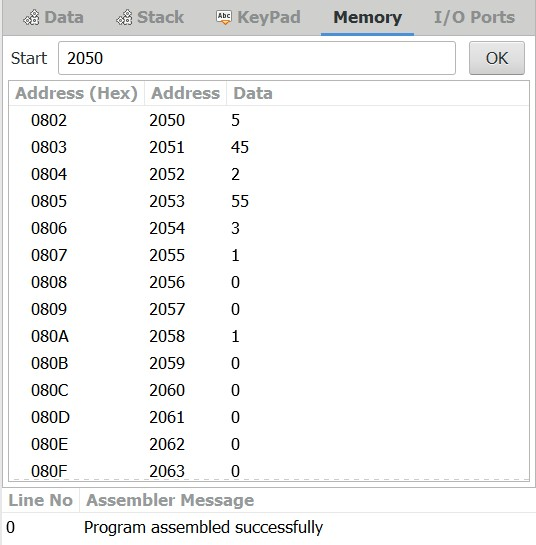 Data Stack KeyPad Memory I/O Ports
Start 2050 OK
Address (Hex) Address Data
0802 2050 5
0803 2051 45
0804 2052 2
0805 2053 55
0806 2054 3
0807 2055 1
0808 2056 0
0809 2057 0
080A 2058 1
080B 2059 0
080C 2060 0
080D 2061 0
080E 2062 0
080F 2063 0
Line No Assembler Message
0 Program assembled successfully